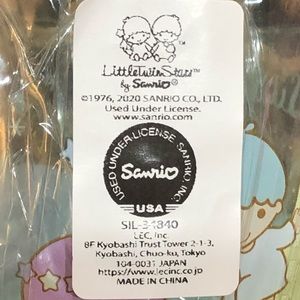 LittleTwinStars™
by Sanrio®
©1976, 2020 SANRIO CO., LTD.
Used Under License.
www.sanrio.com
USED UNDER LICENSE SANRIO, INC.
Sanrio
USA
SIL-34840
LEC, Inc.
8F Kyobashi Trust Tower 2-1-3,
Kyobashi, Chuo-ku, Tokyo
104-0031 JAPAN
https://www.lecinc.co.jp
MADE IN CHINA